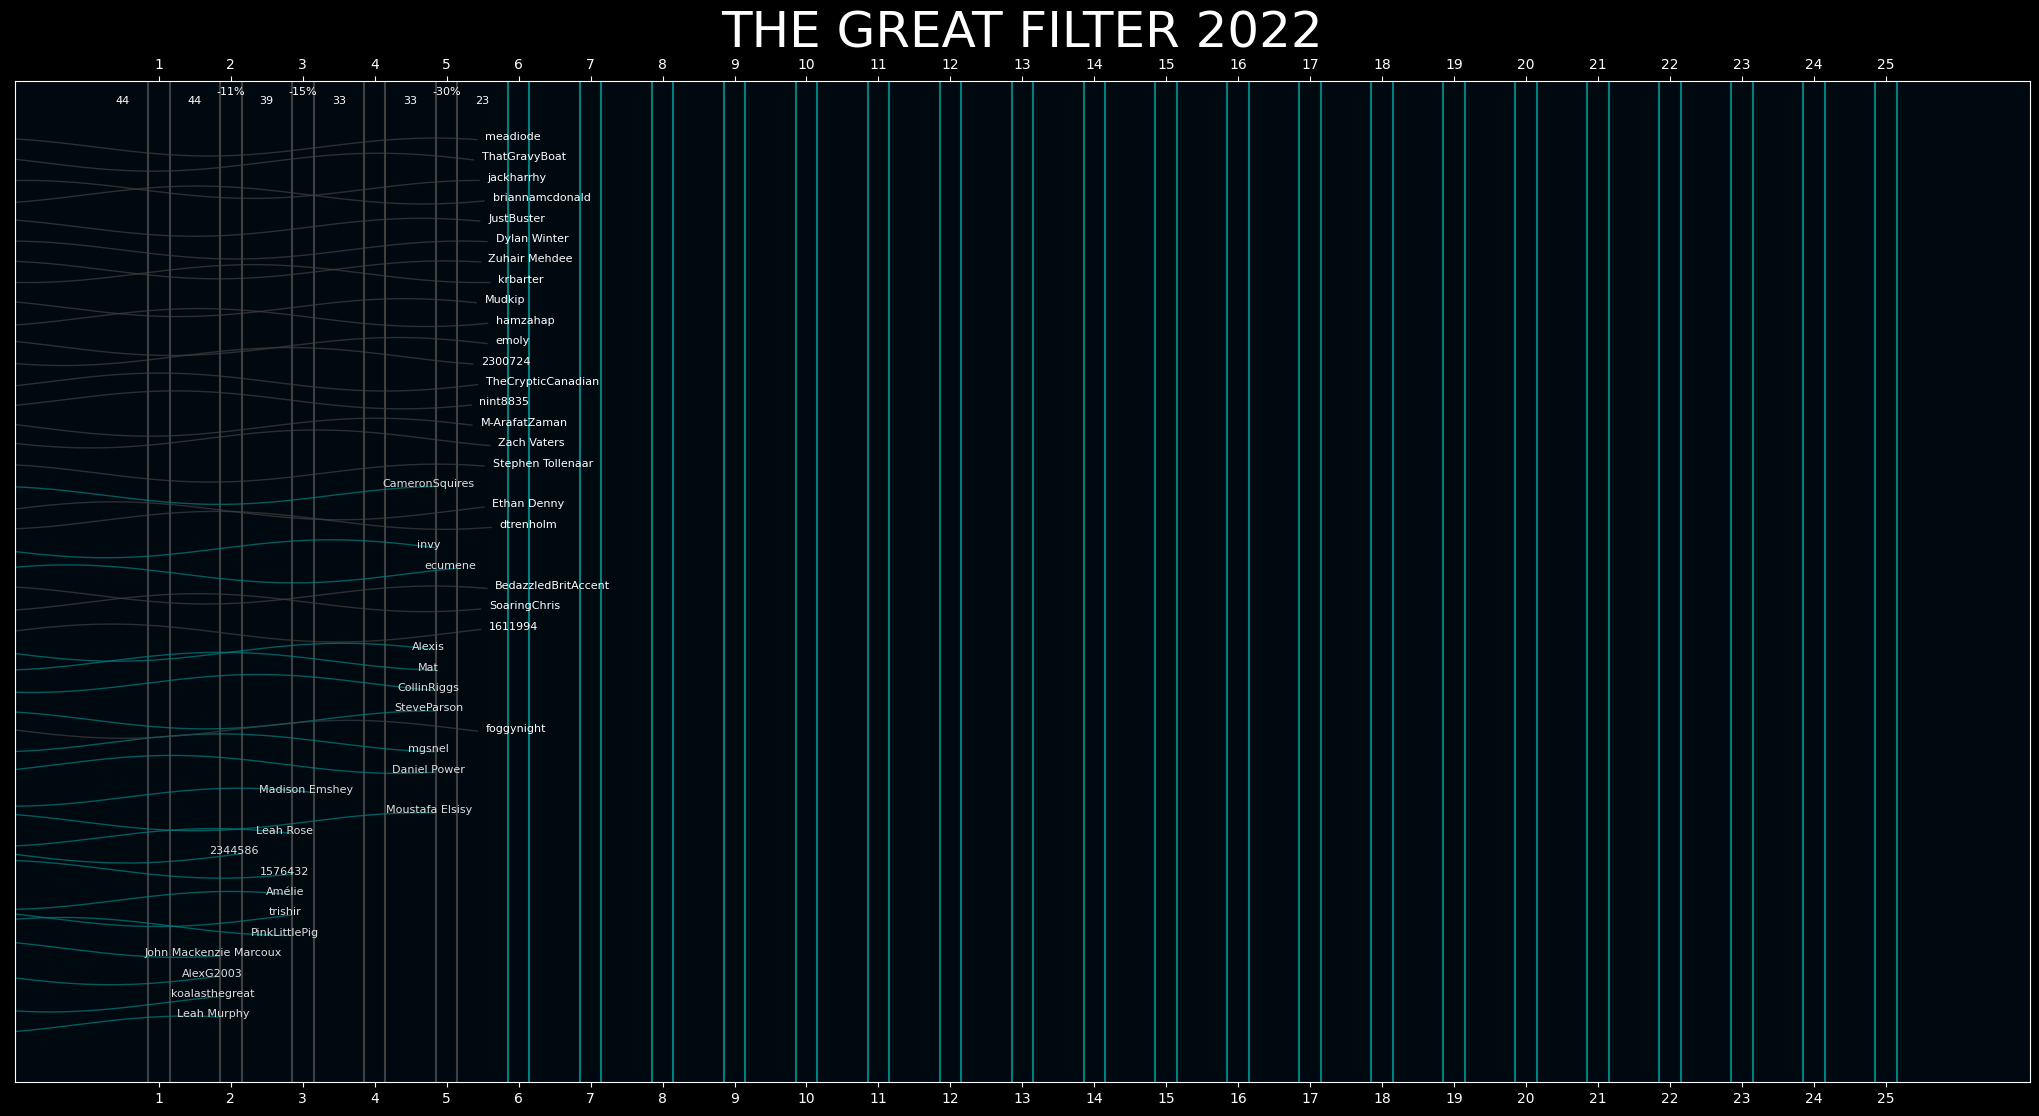 THE GREAT FILTER 2022
1 2 3 4 5 6 7 8 9 10 11 12 13 14 15 16 17 18 19 20 21 22 23 24 25
-11% -15% -30%
44 44 39 33 33 23
meadiode
ThatGravyBoat
jackharrhy
briannamcdonald
JustBuster
Dylan Winter
Zuhair Mehdee
krbarter
Mudkip
hamzahap
emoly
2300724
TheCrypticCanadian
nint8835
M-ArafatZaman
Zach Vaters
Stephen Tollenaar
CameronSquires
Ethan Denny
dtrenholm
invy
ecumene
BedazzledBritAccent
SoaringChris
1611994
Alexis
Mat
CollinRiggs
SteveParson
foggynight
mgsnel
Daniel Power
Madison Emshey
Moustafa Elsisy
Leah Rose
2344586
1576432
Amélie
trishir
PinkLittlePig
John Mackenzie Marcoux
AlexG2003
koalasthegreat
Leah Murphy
1 2 3 4 5 6 7 8 9 10 11 12 13 14 15 16 17 18 19 20 21 22 23 24 25